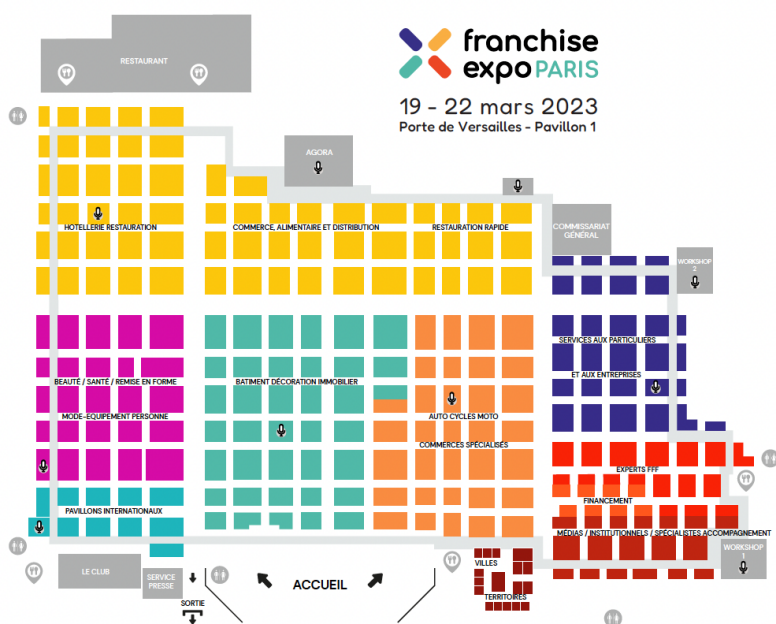 franchise
expo PARIS
19 - 22 mars 2023
Porte de Versailles - Pavillon 1
RESTAURANT
AGORA
COMMISSARIAT
GÉNÉRAL
HOTELLERIE RESTAURATION
COMMERCE, ALIMENTAIRE ET DISTRIBUTION
RESTAURATION RAPIDE
WORKSHOP
2
SERVICES AUX PARTICULIERS
ET AUX ENTREPRISES
BEAUTÉ / SANTÉ / REMISE EN FORME
BATIMENT DÉCORATION IMMOBILIER
MODE-EQUIPEMENT PERSONNE
AUTO CYCLES MOTO
COMMERCES SPÉCIALISÉS
EXPERTS FFF
FINANCEMENT
PAVILLONS INTERNATIONAUX
MÉDIAS / INSTITUTIONNELS / SPÉCIALISTES ACCOMPAGNEMENT
WORKSHOP
1
VILLES
LE CLUB
SERVICE
PRESSE
ACCUEIL
TERRITOIRES
SORTIE